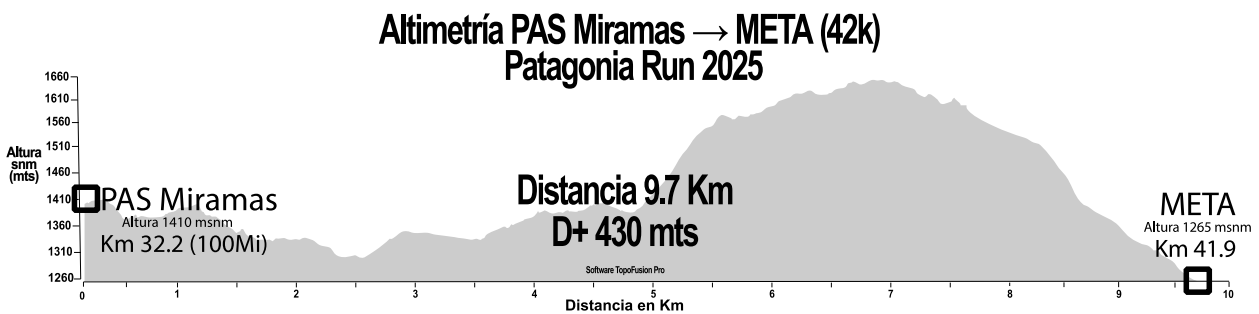 Altimetría PAS Miramas → META (42k)
Patagonia Run 2025
1660
1610
1560
1510
1460
1410
1360
1310
1260
Altura
snm
(mts)
PAS Miramas
Altura 1410 msnm
Km 32.2 (100Mi)
Distancia 9.7 Km
D+ 430 mts
Software TopoFusion Pro
META
Altura 1265 msnm
Km 41.9
0 1 2 3 4 5 6 7 8 9 10
Distancia en Km